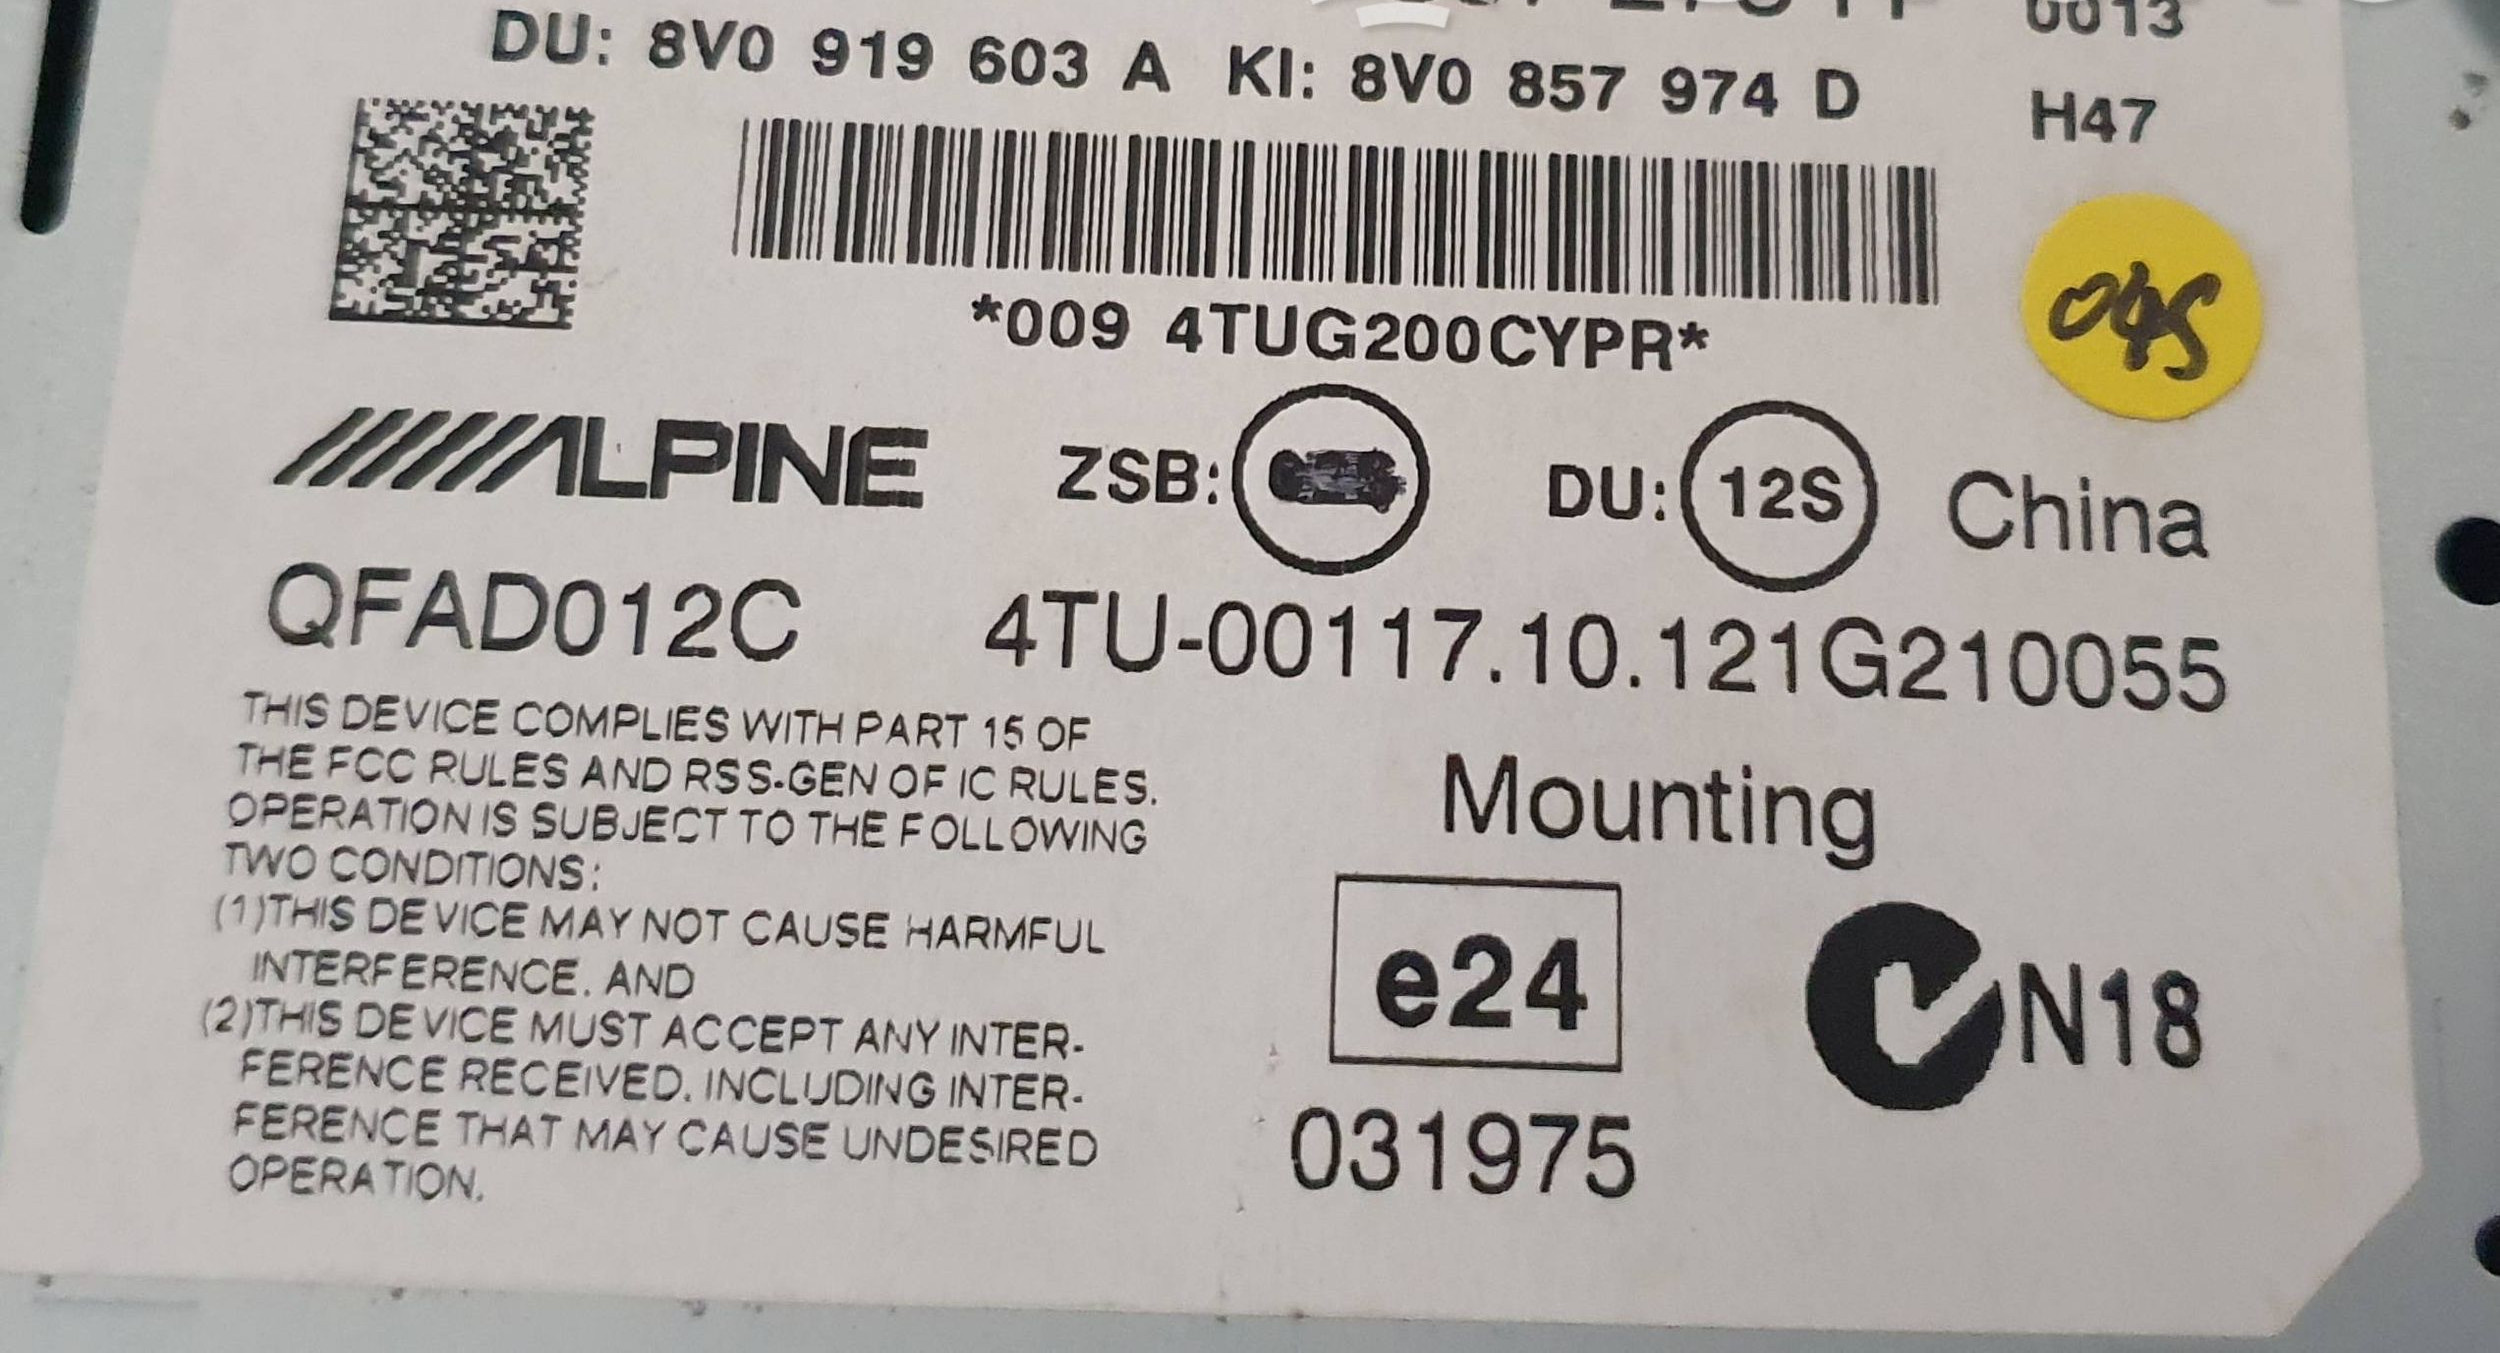 0013
DU: 8V0 919 603 A KI: 8V0 857 974 D
H47
*009 4TUG200CYPR*
04S
ALPINE ZSB: DU: 12S China
QFAD012C 4TU-00117.10.121G210055
THIS DEVICE COMPLIES WITH PART 15 OF
THE FCC RULES AND RSS-GEN OF IC RULES.
OPERATION IS SUBJECT TO THE FOLLOWING
TWO CONDITIONS:
(1)THIS DEVICE MAY NOT CAUSE HARMFUL
INTERFERENCE. AND
(2)THIS DEVICE MUST ACCEPT ANY INTER-
FERENCE RECEIVED. INCLUDING INTER-
FERENCE THAT MAY CAUSE UNDESIRED
OPERATION.
Mounting
e24
N18
031975